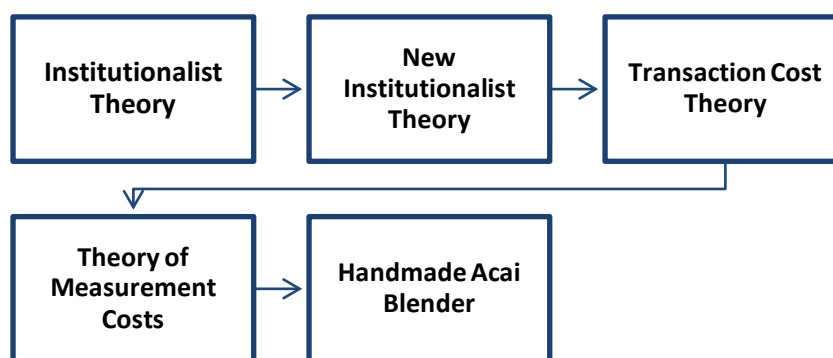 Institutionalist
Theory
New
Institutionalist
Theory
Transaction Cost
Theory
Theory of
Measurement
Costs
Handmade Acai
Blender